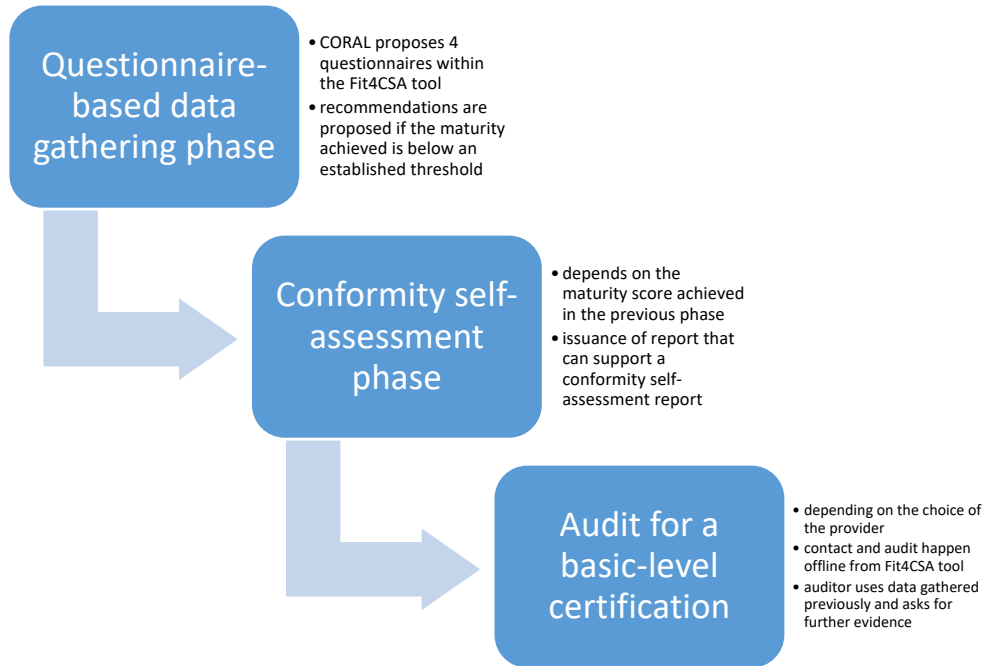 Questionnaire-
based data
gathering phase
• CORAL proposes 4
questionnaires within
the Fit4CSA tool
• recommendations are
proposed if the maturity
achieved is below an
established threshold
Conformity self-
assessment
phase
• depends on the
maturity score achieved
in the previous phase
• issuance of report that
can support a
conformity self-
assessment report
Audit for a
basic-level
certification
• depending on the choice of
the provider
• contact and audit happen
offline from Fit4CSA tool
• auditor uses data gathered
previously and asks for
further evidence